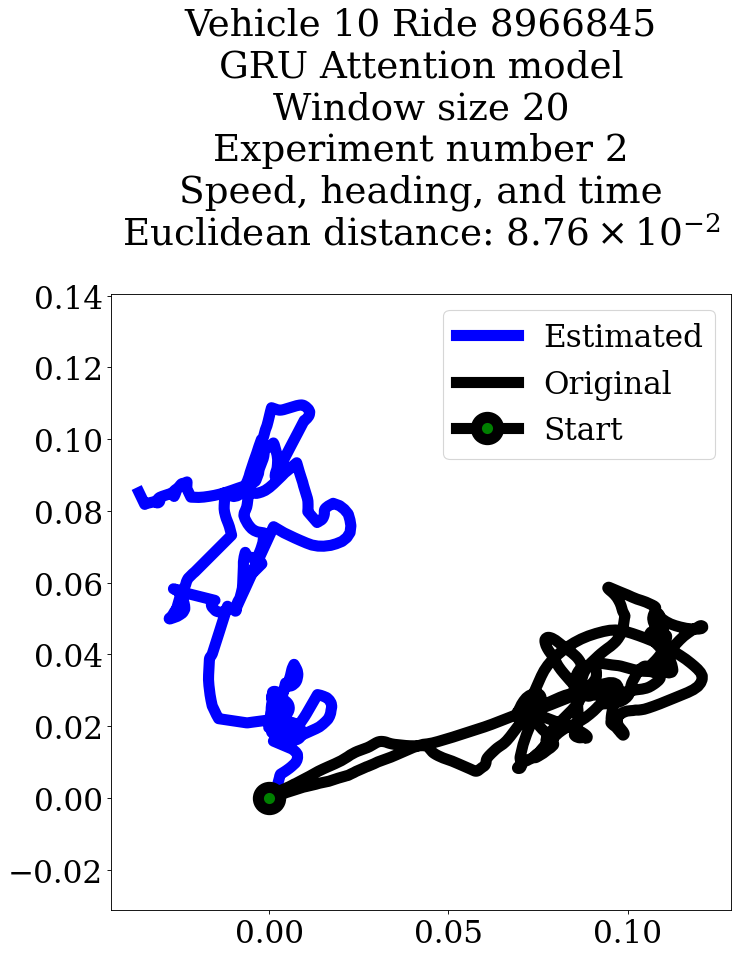 Vehicle 10 Ride 8966845
GRU Attention model
Window size 20
Experiment number 2
Speed, heading, and time
Euclidean distance: 8.76 × 10⁻²
0.14
Estimated
0.12
Original
0.10
Start
0.08
0.06
0.04
0.02
0.00
−0.02
0.00 0.05 0.10